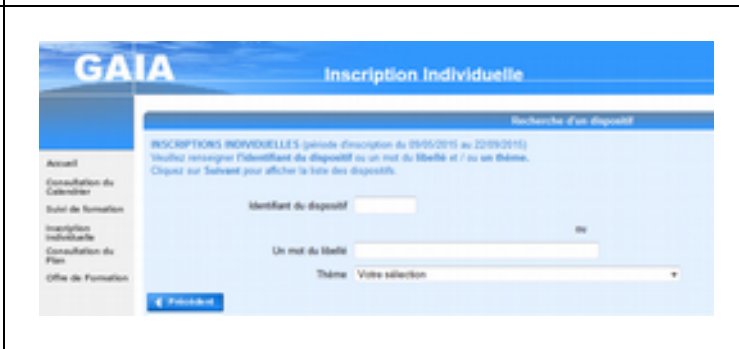 GAIA
Inscription Individuelle
Recherche d'un dispositif
INSCRIPTIONS INDIVIDUELLES (période d'inscription du 09/05/2015 au 22/09/2015)
Veuillez renseigner l'identifiant du dispositif ou un mot du libellé et / ou un thème.
Cliquez sur Suivant pour afficher la liste des dispositifs.
Accueil
Consultation du
Calendrier
Suivi de formation
Inscription
Individuelle
Consultation du
Plan
Offre de Formation
Identifiant du dispositif
ou
Un mot du libellé
Thème Votre sélection
Précédent